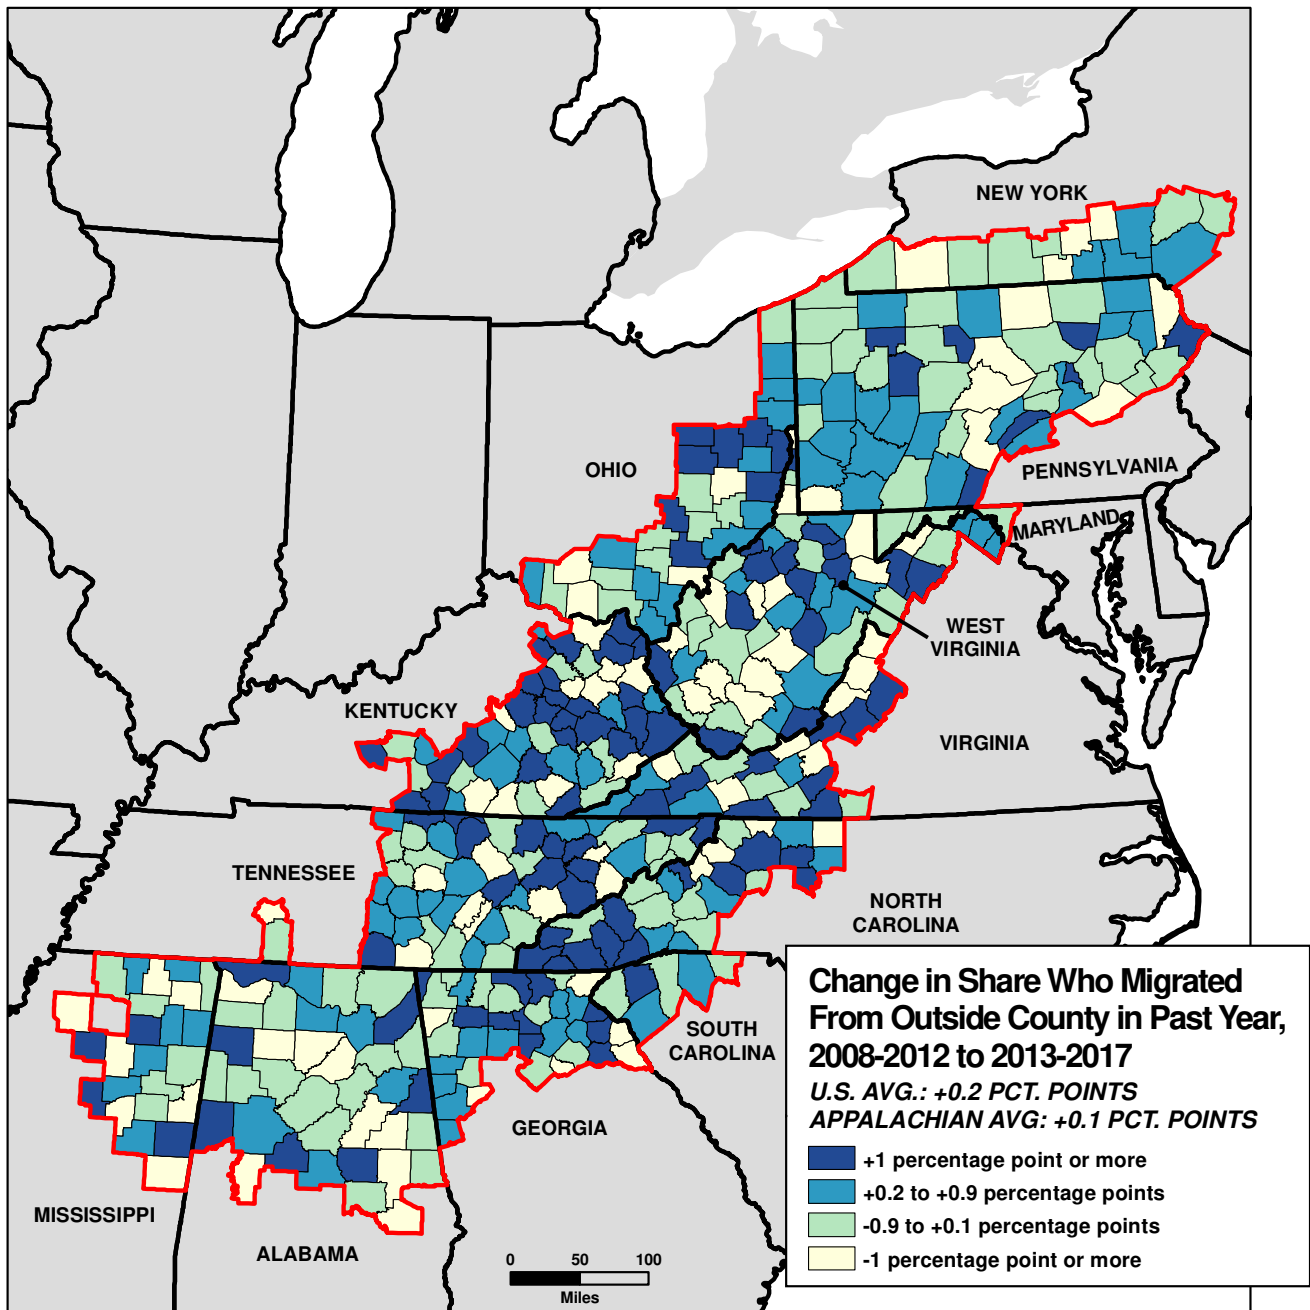 NEW YORK
OHIO
PENNSYLVANIA
MARYLAND
WEST
VIRGINIA
KENTUCKY
VIRGINIA
TENNESSEE
NORTH
CAROLINA
SOUTH
CAROLINA
GEORGIA
MISSISSIPPI
ALABAMA
0 50 100
Miles
Change in Share Who Migrated
From Outside County in Past Year,
2008-2012 to 2013-2017
U.S. AVG.: +0.2 PCT. POINTS
APPALACHIAN AVG: +0.1 PCT. POINTS
+1 percentage point or more
+0.2 to +0.9 percentage points
-0.9 to +0.1 percentage points
-1 percentage point or more